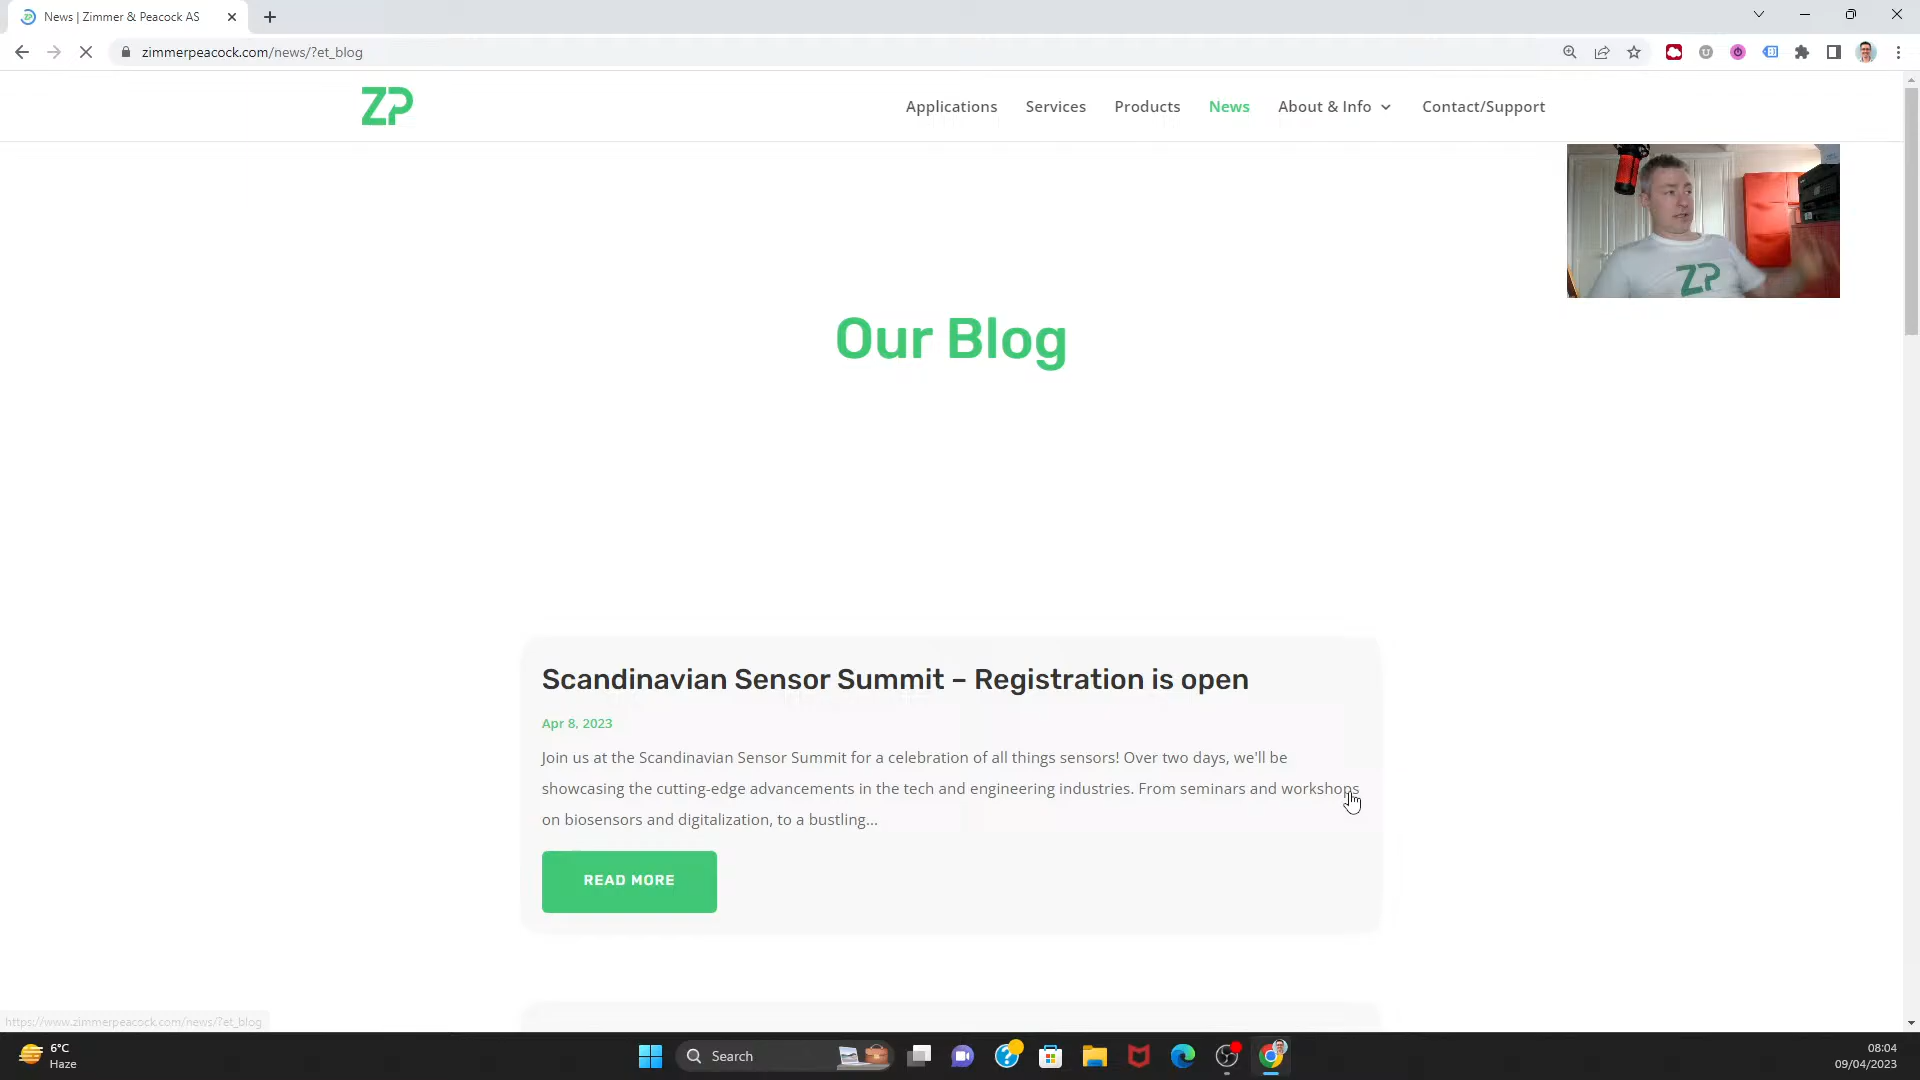 News | Zimmer & Peacock AS
zimmerpeacock.com/news/?et_blog
ZP
Applications
Services
Products
News
About & Info
Contact/Support
ZP
Our Blog
Scandinavian Sensor Summit – Registration is open
Apr 8, 2023
Join us at the Scandinavian Sensor Summit for a celebration of all things sensors! Over two days, we'll be
showcasing the cutting-edge advancements in the tech and engineering industries. From seminars and workshops
on biosensors and digitalization, to a bustling...
READ MORE
https://www.zimmerpeacock.com/news/?et_blog
6°C
Haze
Search
08:04
09/04/2023